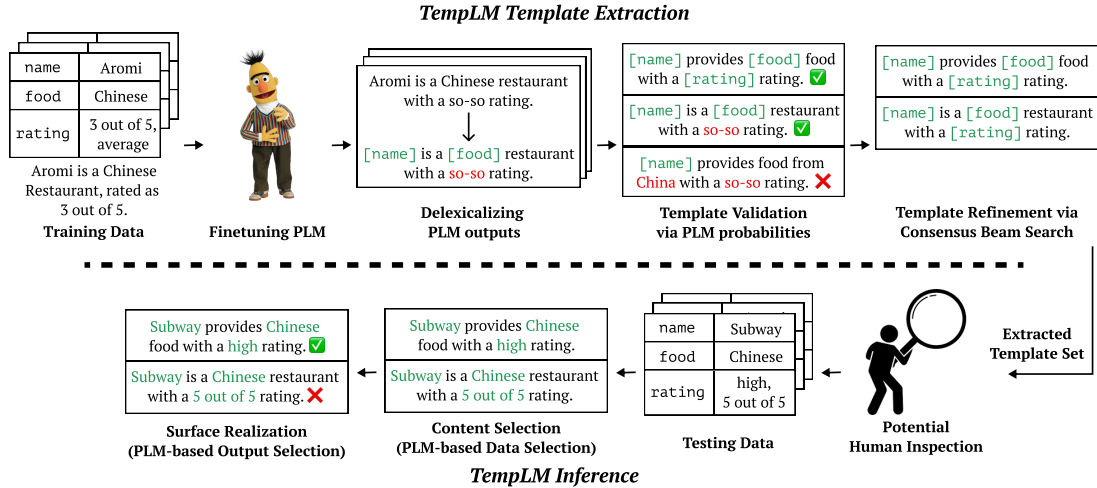 TempLM Template Extraction
name Aromi
food Chinese
rating 3 out of 5,
average
Aromi is a Chinese
Restaurant, rated as
3 out of 5.
Training Data
Finetuning PLM
Aromi is a Chinese restaurant
with a so-so rating.
[name] is a [food] restaurant
with a so-so rating.
Delexicalizing
PLM outputs
[name] provides [food] food
with a [rating] rating.
[name] is a [food] restaurant
with a so-so rating.
[name] provides food from
China with a so-so rating.
Template Validation
via PLM probabilities
[name] provides [food] food
with a [rating] rating.
[name] is a [food] restaurant
with a [rating] rating.
Template Refinement via
Consensus Beam Search
Extracted
Template Set
Potential
Human Inspection
name Subway
food Chinese
rating high,
5 out of 5
Testing Data
Subway provides Chinese
food with a high rating.
Subway is a Chinese restaurant
with a 5 out of 5 rating.
Content Selection
(PLM-based Data Selection)
Subway provides Chinese
food with a high rating.
Subway is a Chinese restaurant
with a 5 out of 5 rating.
Surface Realization
(PLM-based Output Selection)
TempLM Inference